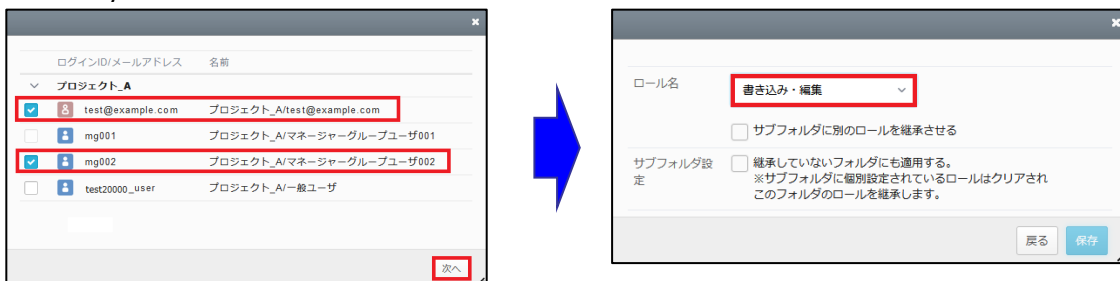 ログインID/メールアドレス 名前
プロジェクト_A
test@example.com プロジェクト_A/test@example.com
mg001 プロジェクト_A/マネージャーグループユーザ001
mg002 プロジェクト_A/マネージャーグループユーザ002
test20000_user プロジェクト_A/一般ユーザ
次へ
ロール名 書き込み・編集
サブフォルダに別のロールを継承させる
サブフォルダ設定 継承していないフォルダにも適用する。
※サブフォルダに個別設定されているロールはクリアされ
このフォルダのロールを継承します。
戻る 保存